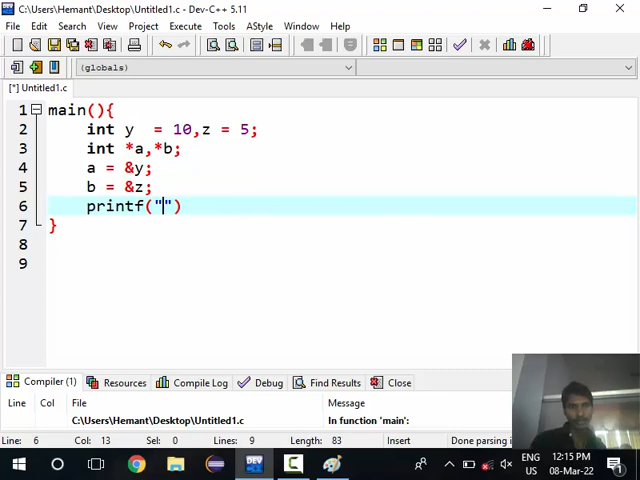 C:\Users\Hemant\Desktop\Untitled1.c - Dev-C++ 5.11
File Edit Search View Project Execute Tools AStyle Window Help
(globals)
[*] Untitled1.c
1 main(){
2 int y  = 10,z = 5;
3 int *a,*b;
4 a = &y;
5 b = &z;
6 printf("")
7 }
8
9
Compiler (1) Resources Compile Log Debug Find Results Close
Line Col File Message
C:\Users\Hemant\Desktop\Untitled1.c In function 'main':
Line: 6 Col: 13 Sel: 0 Lines: 9 Length: 83 Insert Done parsing i
DEV
ENG
US
12:15 PM
08-Mar-22